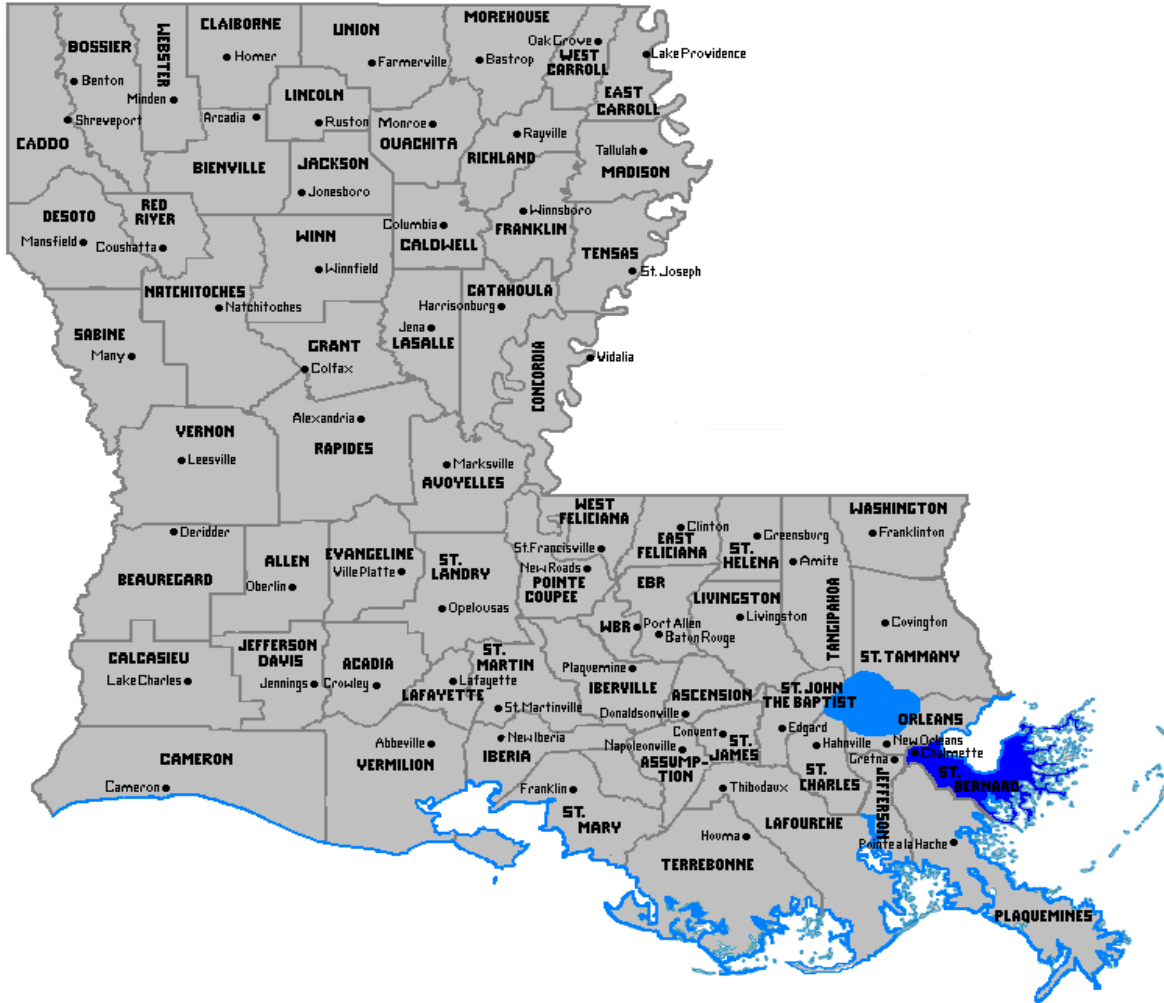 MOREHOUSE
CLAIBORNE
UNION
Oak Grove
BOSSIER
WEBSTER
Homer
Farmerville
Bastrop
WEST
CARROLL
Lake Providence
Benton
Minden
LINCOLN
EAST
CARROLL
Shreveport
Arcadia
Ruston
Monroe
OUACHITA
Rayville
CADDO
BIENVILLE
JACKSON
RICHLAND
Tallulah
MADISON
Jonesboro
DESOTO
RED
RIVER
Winnsboro
Mansfield
Coushatta
WINN
Columbia
CALDWELL
FRANKLIN
TENSAS
Winnfield
St. Joseph
NATCHITOCHES
Natchitoches
CATAHOULA
Harrisonburg
SABINE
Many
GRANT
Jena
LASALLE
CONCORDIA
Vidalia
Colfax
Alexandria
VERNON
RAPIDES
Leesville
Marksville
AVOYELLES
WEST
FELICIANA
WASHINGTON
Deridder
Clinton
EAST
FELICIANA
Greensburg
Franklinton
ALLEN
EVANGELINE
ST.
LANDRY
St. Francisville
ST.
HELENA
Amite
BEAUREGARD
Oberlin
Ville Platte
New Roads
POINTE
COUPEE
EBR
LIVINGSTON
TANGIPAHOA
Opelousas
WBR
Port Allen
Baton Rouge
Livingston
Covington
CALCASIEU
JEFFERSON
DAVIS
ACADIA
ST.
MARTIN
ST. TAMMANY
Lake Charles
Jennings
Crowley
LAFAYETTE
Lafayette
Plaquemine
IBERVILLE
ASCENSION
ST. JOHN
THE BAPTIST
St. Martinville
Donaldsonville
ORLEANS
CAMERON
Abbeville
VERMILION
New Iberia
IBERIA
Napoleonville
ASSUMP-
TION
Convent
ST.
JAMES
Edgard
Hahnville
New Orleans
Chalmette
Gretna
Cameron
Franklin
ST.
MARY
Thibodaux
ST.
CHARLES
JEFFERSON
ST.
BERNARD
LAFOURCHE
Houma
TERREBONNE
Pointe a la Hache
PLAQUEMINES